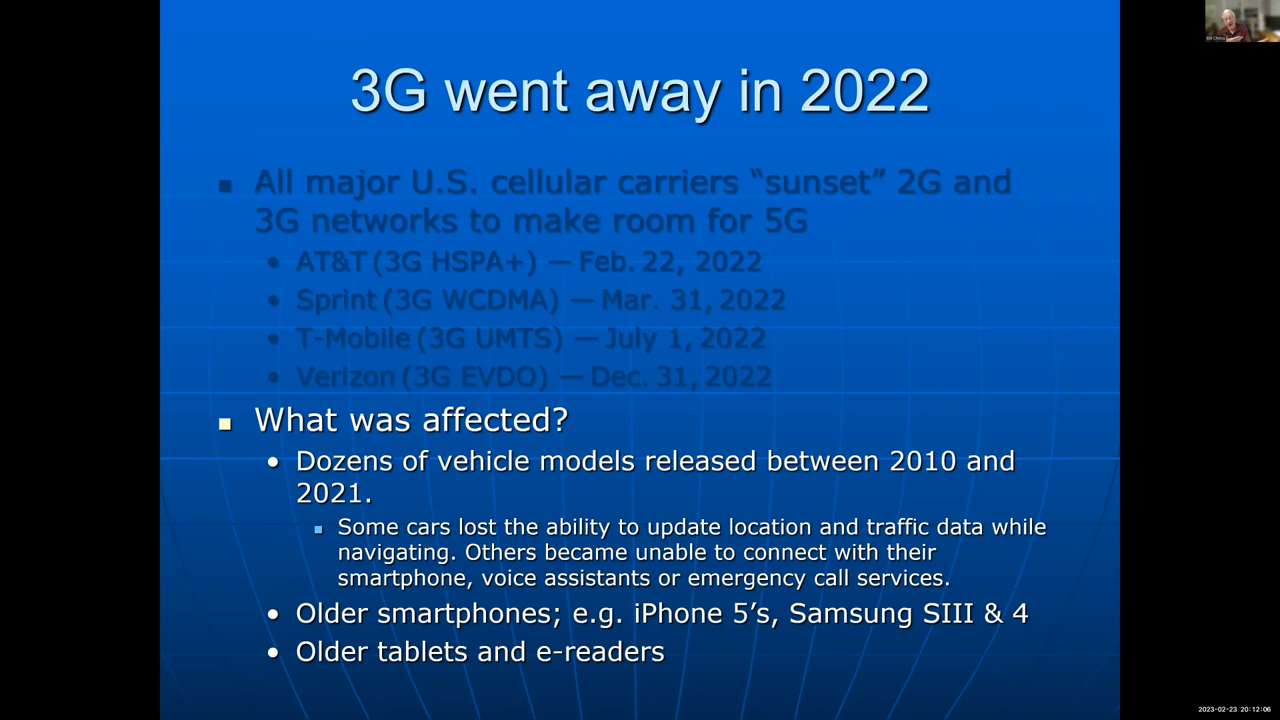 3G went away in 2022
All major U.S. cellular carriers “sunset” 2G and
3G networks to make room for 5G
AT&T (3G HSPA+) — Feb. 22, 2022
Sprint (3G WCDMA) — Mar. 31, 2022
T-Mobile (3G UMTS) — July 1, 2022
Verizon (3G EVDO) — Dec. 31, 2022
What was affected?
Dozens of vehicle models released between 2010 and
2021.
Some cars lost the ability to update location and traffic data while
navigating. Others became unable to connect with their
smartphone, voice assistants or emergency call services.
Older smartphones; e.g. iPhone 5’s, Samsung SIII & 4
Older tablets and e-readers
2023-02-23 20:12:06